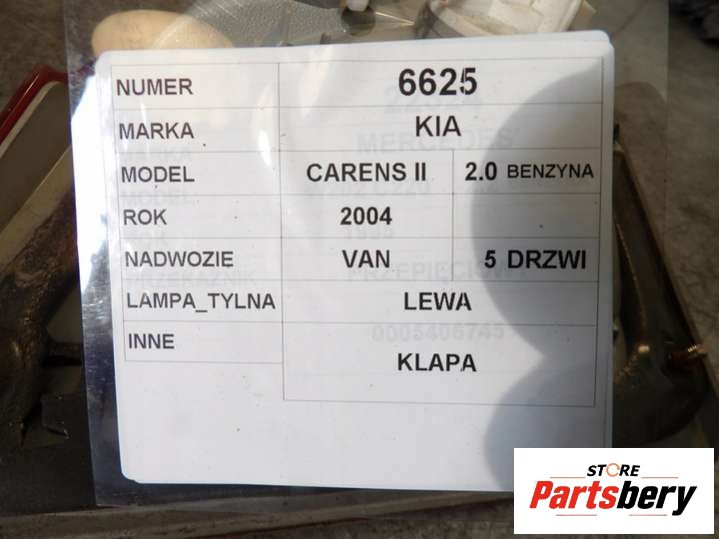 NUMER 6625
MARKA KIA
MERCEDES
MODEL CARENS II 2.0 BENZYNA
ROK 2004
NADWOZIE VAN 5 DRZWI
LAMPA_TYLNA LEWA
INNE
KLAPA
STORE
Partsbery